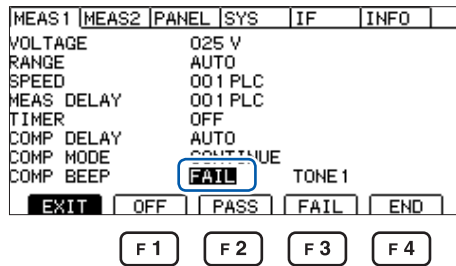 MEAS1 MEAS2 PANEL SYS IF INFO
VOLTAGE 025 V
RANGE AUTO
SPEED 001 PLC
MEAS DELAY 001 PLC
TIMER OFF
COMP DELAY AUTO
COMP MODE CONTINUE
COMP BEEP FAIL TONE1
EXIT OFF PASS FAIL END
F1 F2 F3 F4